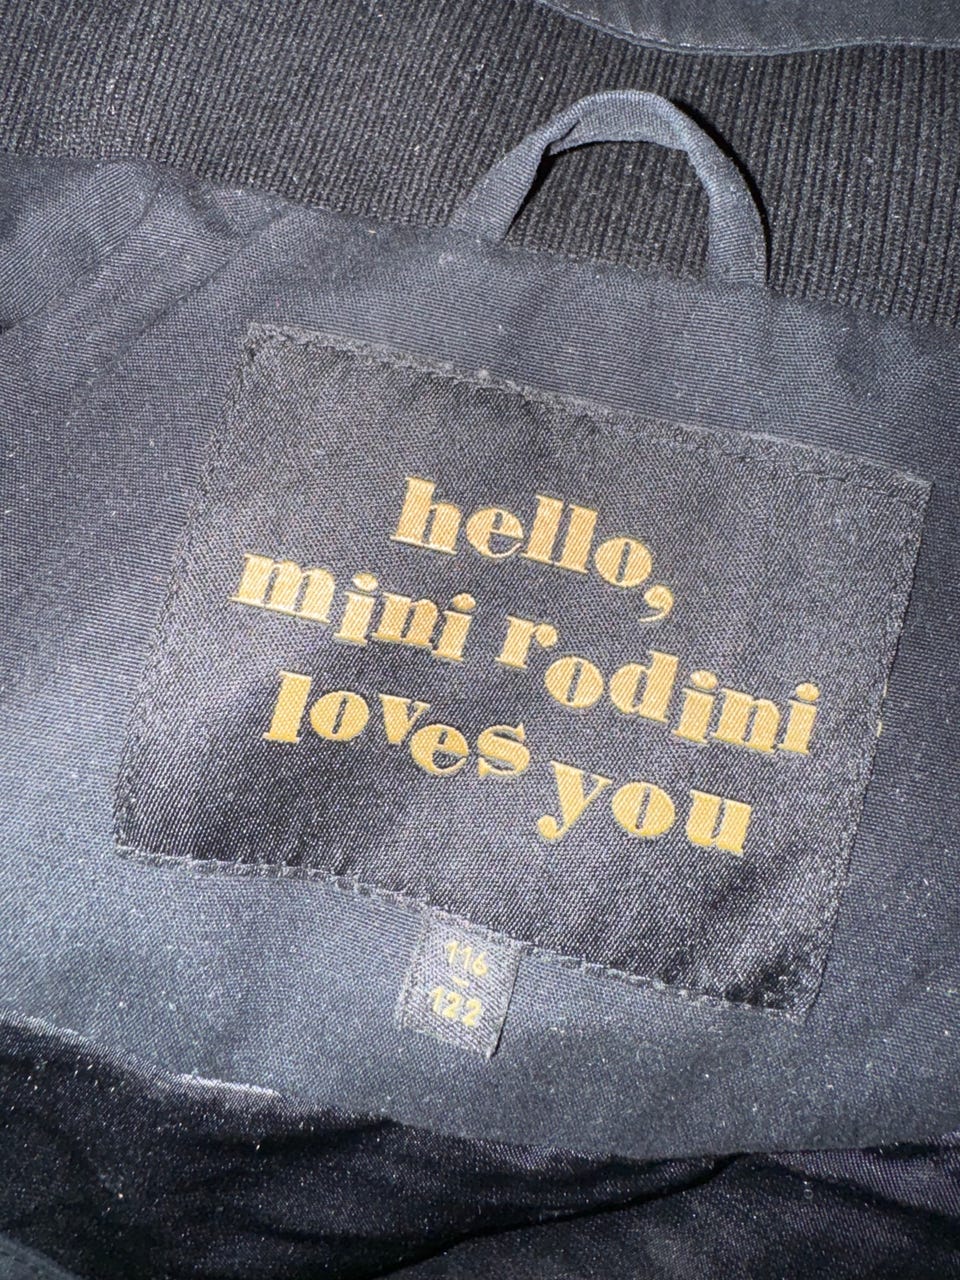 hello,
mini rodini
loves you
116
-
122